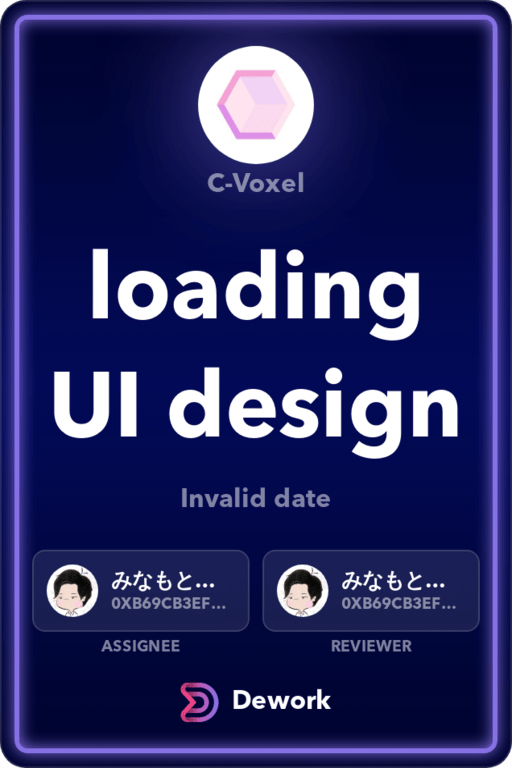 C-Voxel
loading
UI design
Invalid date
みなもと...
0XB69CB3EF...
みなもと...
0XB69CB3EF...
ASSIGNEE
REVIEWER
Dework